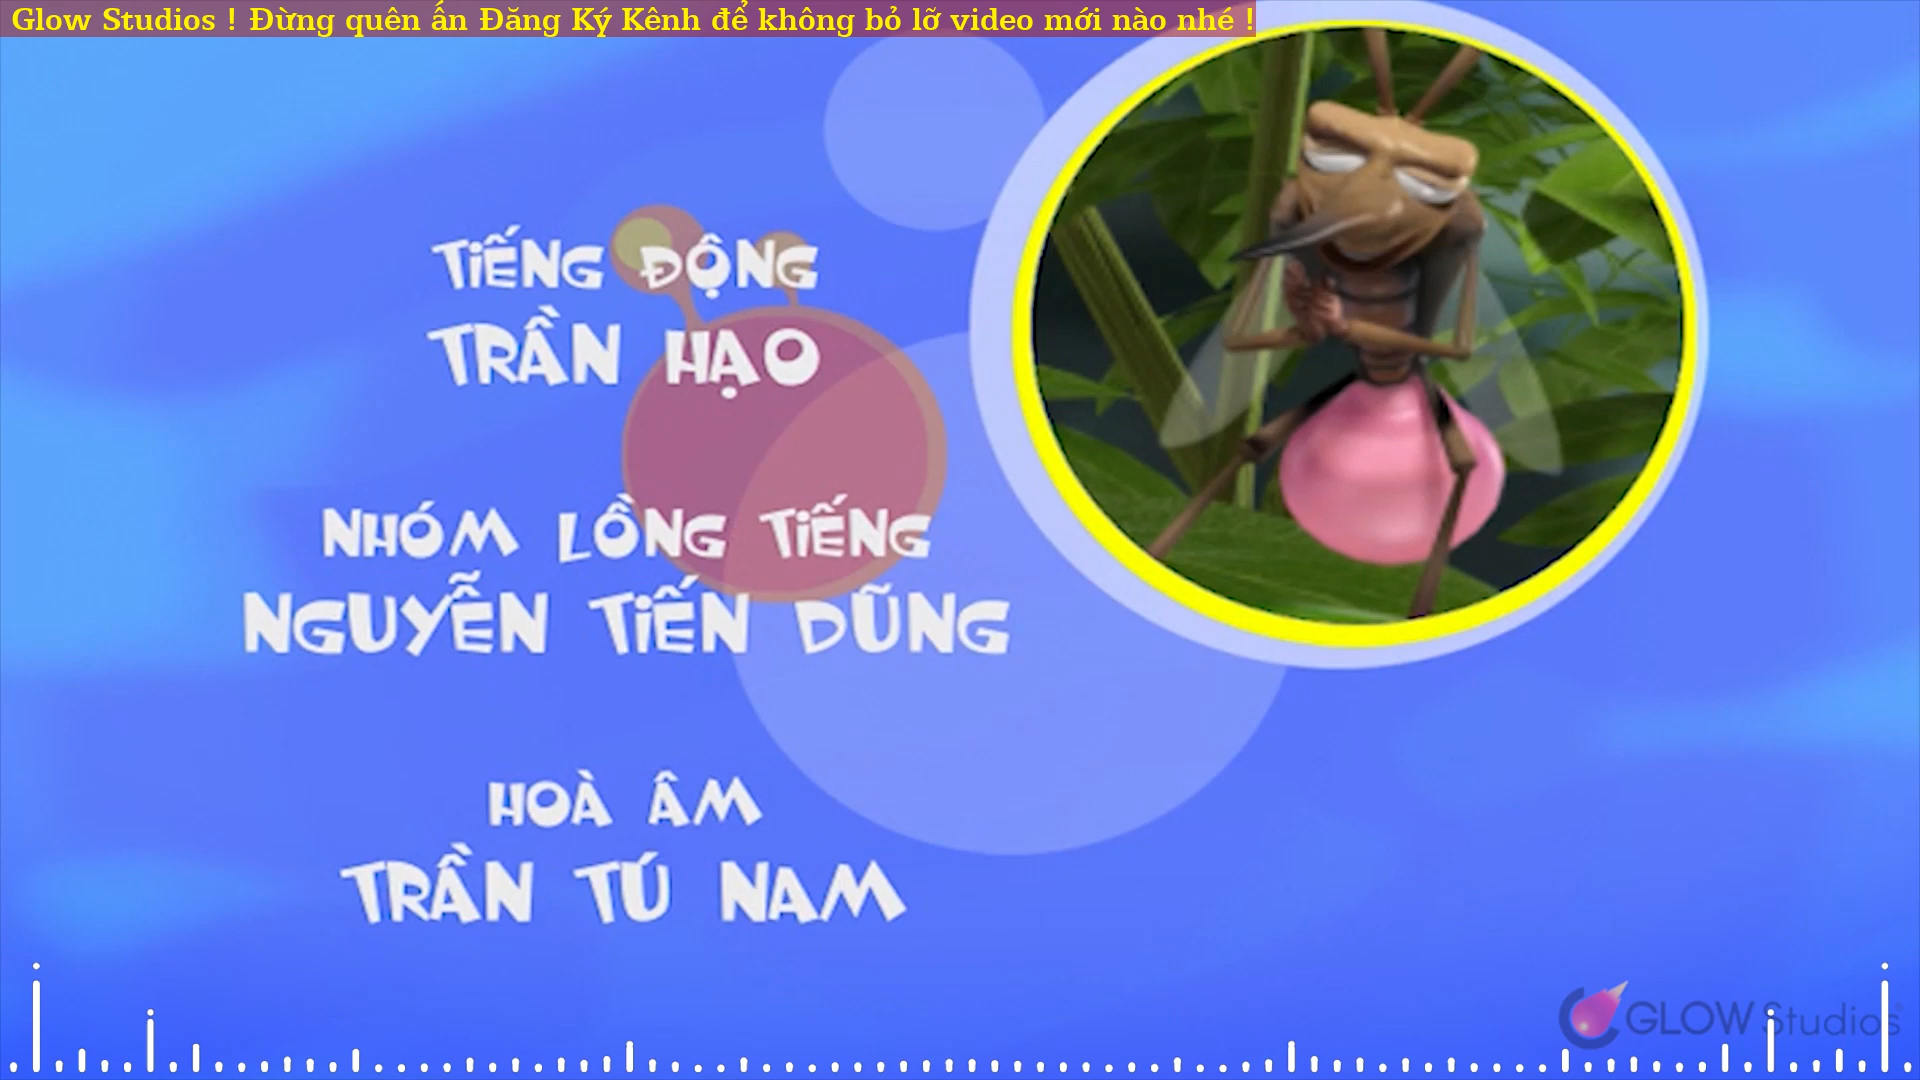 Glow Studios ! Đừng quên ấn Đăng Ký Kênh để không bỏ lỡ video mới nào nhé !
TIẾNG ĐỘNG
TRẦN HẠO
NHÓM LỒNG TIẾNG
NGUYỄN TIẾN DŨNG
HOÀ ÂM
TRẦN TÚ NAM
GLOW Studios